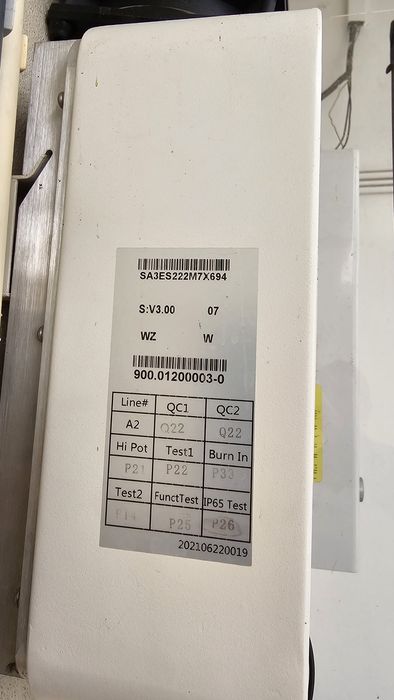 SA3ES222M7X694
S:V3.00 07
WZ W
900.01200003-0
Line# QC1 QC2
A2 Q22 Q22
Hi Pot Test1 Burn In
P21 P22 P33
Test2 FunctTest IP65 Test
P25 P26
202106220019